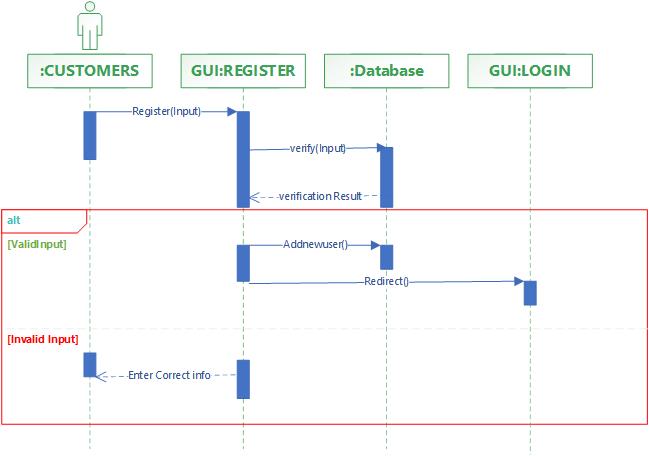 :CUSTOMERS
GUI:REGISTER
:Database
GUI:LOGIN
Register(Input)
verify(Input)
verification Result
alt
[ValidInput]
Addnewuser()
Redirect()
[Invalid Input]
Enter Correct info